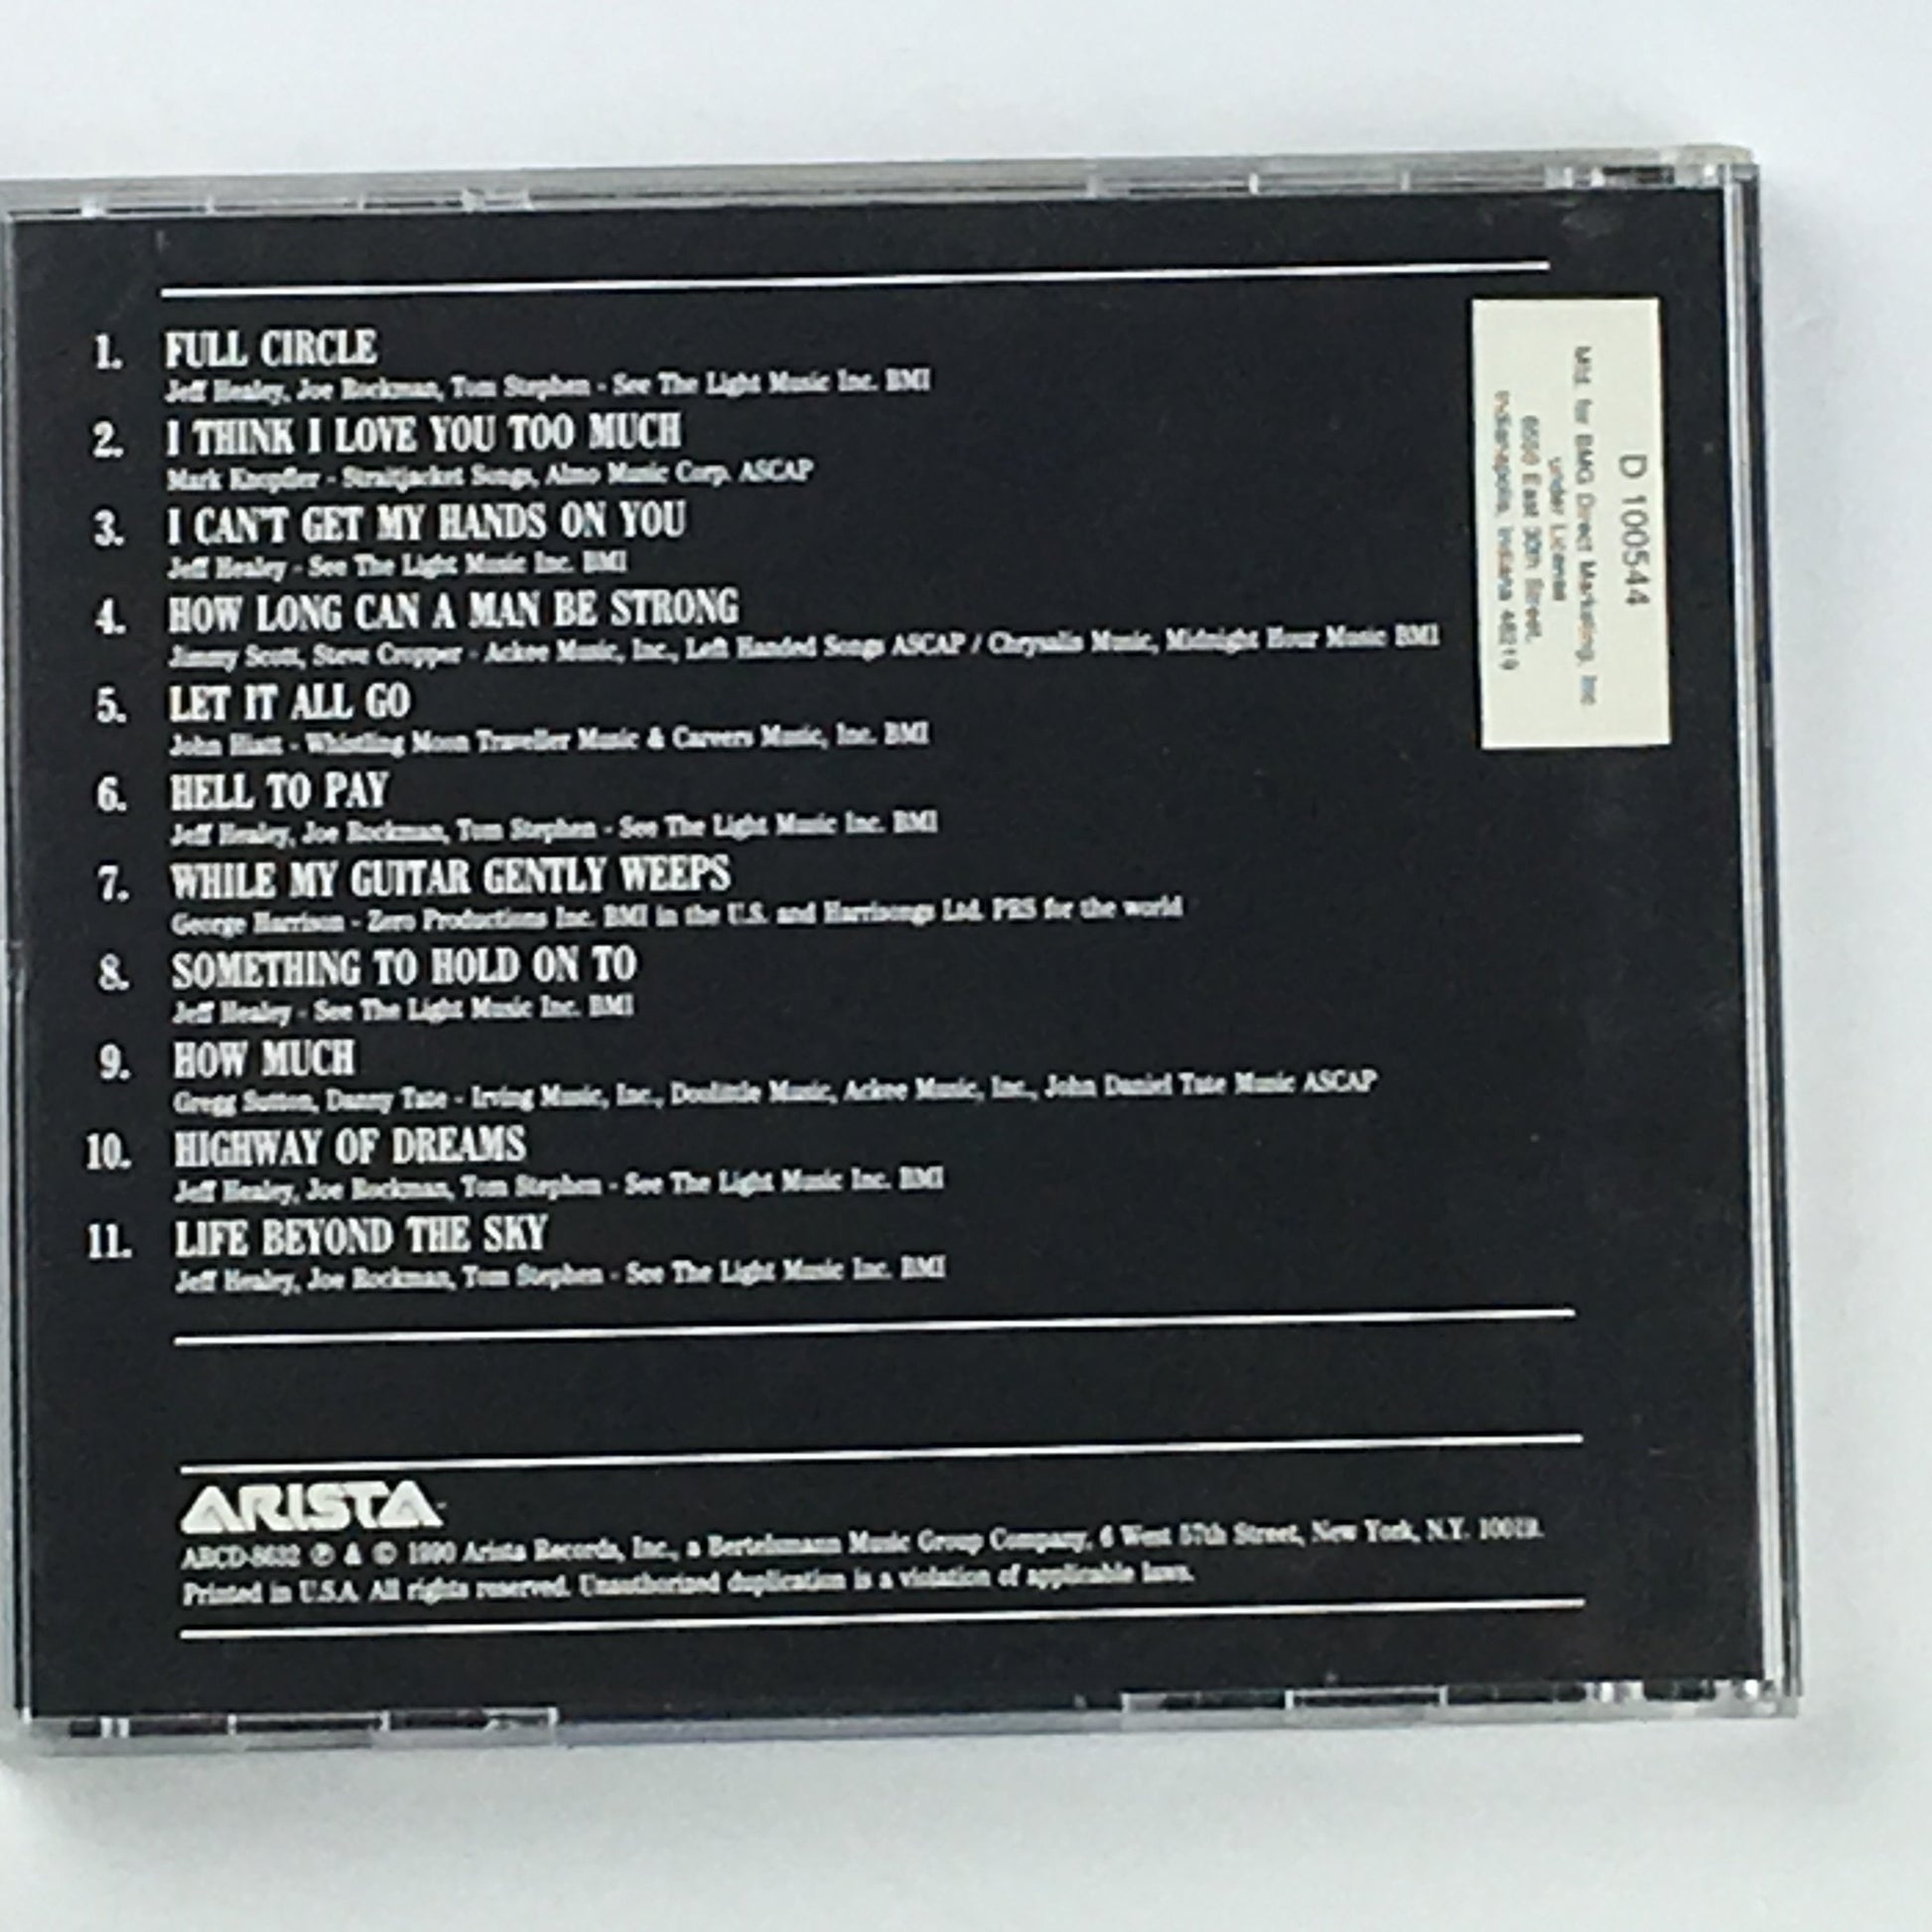 1. FULL CIRCLE
Jeff Healey, Joe Rockman, Tom Stephen - See The Light Music Inc. BMI
2. I THINK I LOVE YOU TOO MUCH
Mark Knopfler - Straitjacket Songs, Almo Music Corp. ASCAP
3. I CAN'T GET MY HANDS ON YOU
Jeff Healey - See The Light Music Inc. BMI
4. HOW LONG CAN A MAN BE STRONG
Jimmy Scott, Steve Cropper - Ackee Music, Inc., Left Handed Songs ASCAP / Chrysalis Music, Midnight Hour Music BMI
5. LET IT ALL GO
John Hiatt - Whistling Moon Traveller Music & Careers Music, Inc. BMI
6. HELL TO PAY
Jeff Healey, Joe Rockman, Tom Stephen - See The Light Music Inc. BMI
7. WHILE MY GUITAR GENTLY WEEPS
George Harrison - Zero Productions Inc. BMI in the U.S. and Harrisongs Ltd. PRS for the world
8. SOMETHING TO HOLD ON TO
Jeff Healey - See The Light Music Inc. BMI
9. HOW MUCH
Gregg Sutton, Danny Tate - Irving Music, Inc., Doolittle Music, Ackee Music, Inc., John Daniel Tate Music ASCAP
10. HIGHWAY OF DREAMS
Jeff Healey, Joe Rockman, Tom Stephen - See The Light Music Inc. BMI
11. LIFE BEYOND THE SKY
Jeff Healey, Joe Rockman, Tom Stephen - See The Light Music Inc. BMI
D 100544
Mfd. for BMG Direct Marketing, Inc
under License
6550 East 30th Street,
Indianapolis, Indiana 46219
ARISTA
ARCD-8632 ℗ & © 1990 Arista Records, Inc., a Bertelsmann Music Group Company, 6 West 57th Street, New York, N.Y. 10019.
Printed in U.S.A. All rights reserved. Unauthorized duplication is a violation of applicable laws.